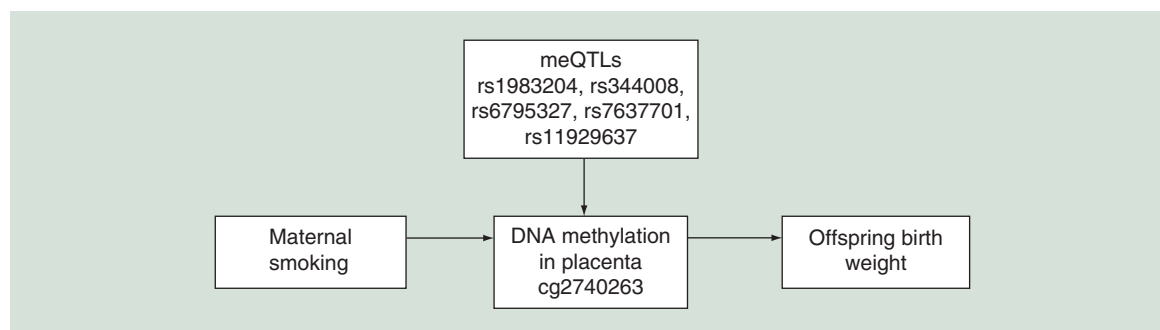 meQTLs
rs1983204, rs344008,
rs6795327, rs7637701,
rs11929637
Maternal
smoking
DNA methylation
in placenta
cg2740263
Offspring birth
weight